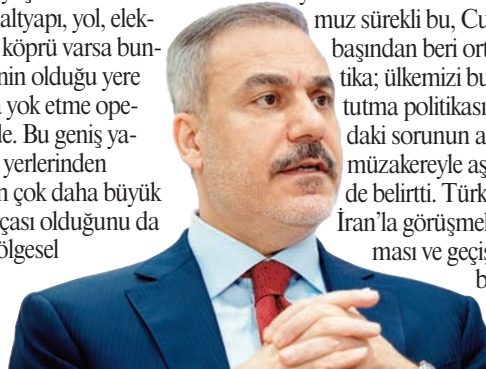 altyapı, yol, elek-
köprü varsa bun-
nin olduğu yere
yok etme ope-
le. Bu geniş ya-
yerlerinden
n çok daha büyük
çası olduğunu da
ölgesel
muz sürekli bu, Cu
başından beri ort
tika; ülkemizi bu
tutma politikası
daki sorunun a
müzakereyle aş
de belirtti. Türk
İran’la görüşmel
ması ve geçiş
b